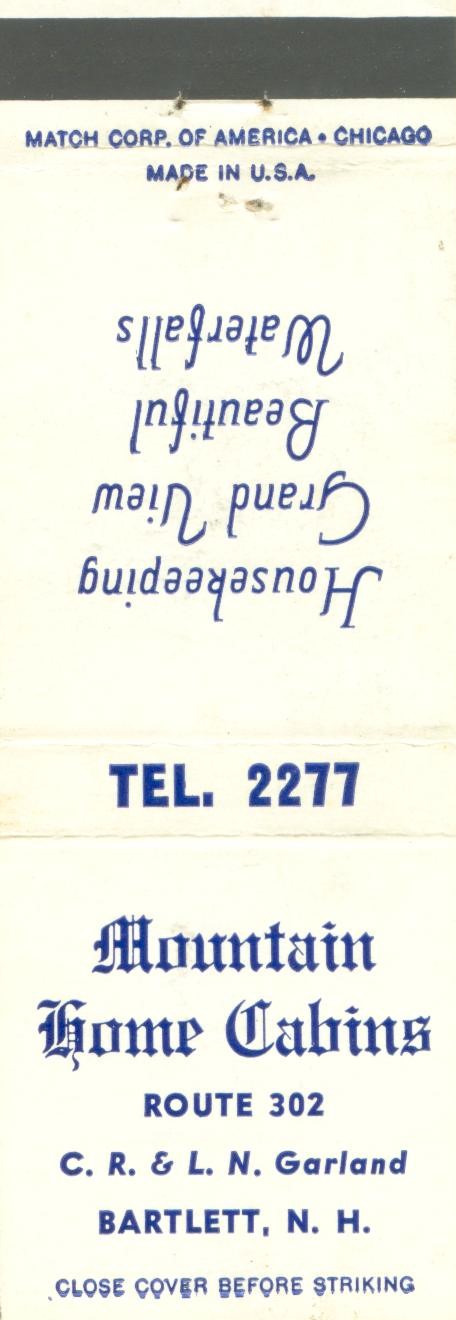 MATCH CORP. OF AMERICA • CHICAGO
MADE IN U.S.A.
Housekeeping
Grand View
Beautiful
Waterfalls
TEL. 2277
Mountain
Home Cabins
ROUTE 302
C. R. & L. N. Garland
BARTLETT, N. H.
CLOSE COVER BEFORE STRIKING